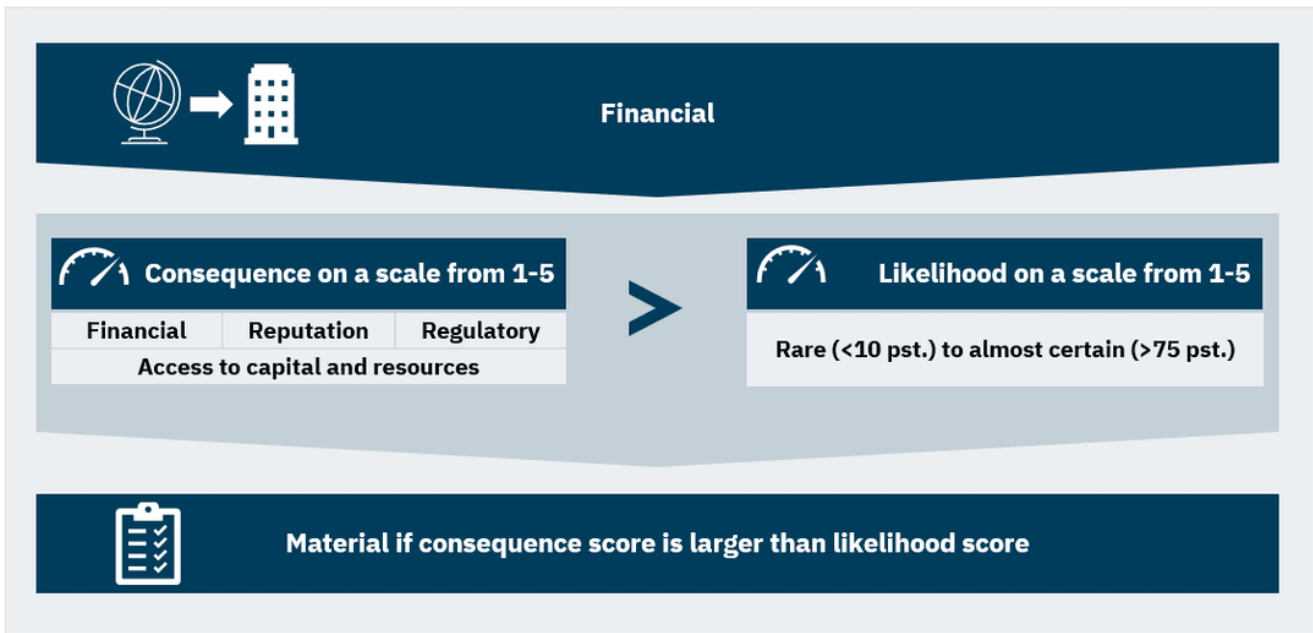 Financial
Consequence on a scale from 1-5
Financial
Reputation
Regulatory
Access to capital and resources
>
Likelihood on a scale from 1-5
Rare (<10 pst.) to almost certain (>75 pst.)
Material if consequence score is larger than likelihood score